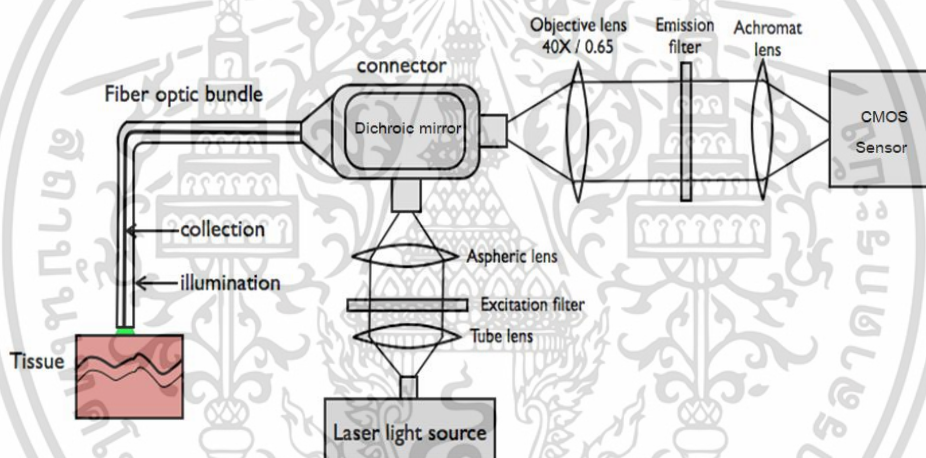 Objective lens
40X / 0.65
Emission
filter
Achromat
lens
connector
Fiber optic bundle
Dichroic mirror
CMOS
Sensor
collection
illumination
Aspheric lens
Excitation filter
Tube lens
Tissue
Laser light source